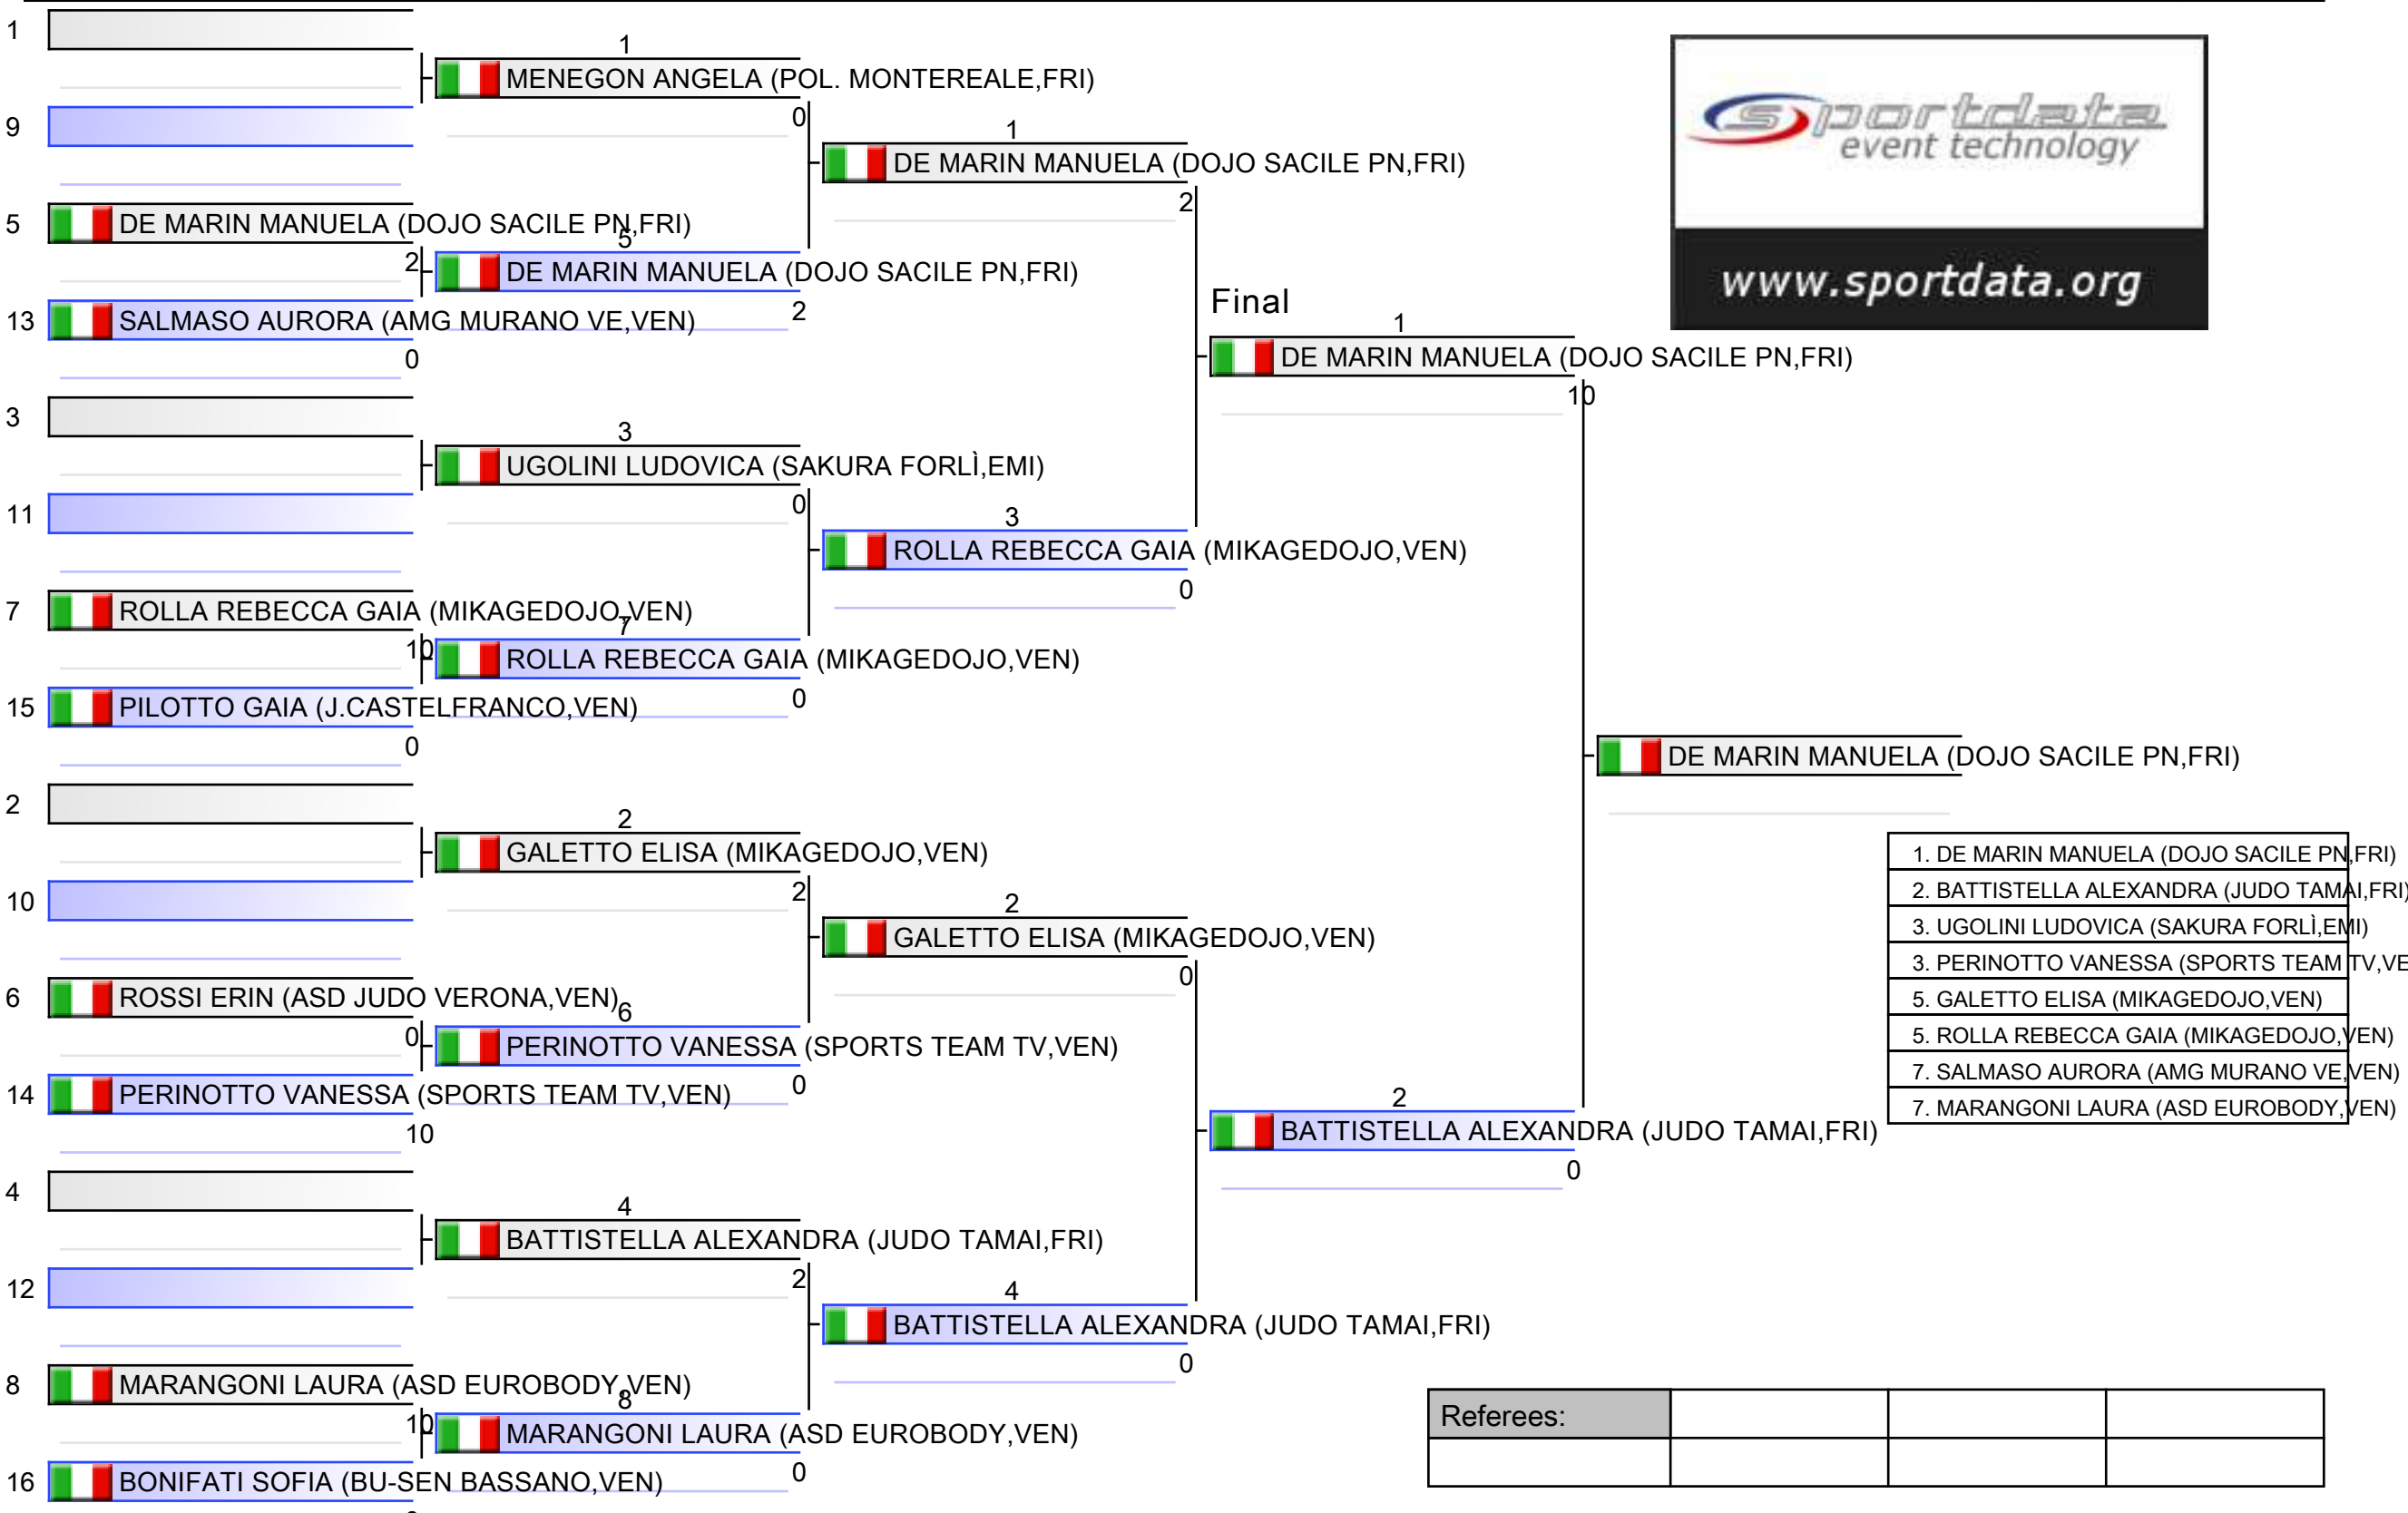 1
1
MENEGON ANGELA (POL. MONTEREALE,FRI)
0
9
1
DE MARIN MANUELA (DOJO SACILE PN,FRI)
2
5
DE MARIN MANUELA (DOJO SACILE PN,FRI)
2
5
DE MARIN MANUELA (DOJO SACILE PN,FRI)
2
13
SALMASO AURORA (AMG MURANO VE,VEN)
0
Final
1
DE MARIN MANUELA (DOJO SACILE PN,FRI)
10
3
3
UGOLINI LUDOVICA (SAKURA FORLÌ,EMI)
0
11
3
ROLLA REBECCA GAIA (MIKAGEDOJO,VEN)
0
7
ROLLA REBECCA GAIA (MIKAGEDOJO,VEN)
10
7
ROLLA REBECCA GAIA (MIKAGEDOJO,VEN)
0
15
PILOTTO GAIA (J.CASTELFRANCO,VEN)
0
DE MARIN MANUELA (DOJO SACILE PN,FRI)
2
2
GALETTO ELISA (MIKAGEDOJO,VEN)
2
10
2
GALETTO ELISA (MIKAGEDOJO,VEN)
0
6
ROSSI ERIN (ASD JUDO VERONA,VEN)
0
6
PERINOTTO VANESSA (SPORTS TEAM TV,VEN)
0
14
PERINOTTO VANESSA (SPORTS TEAM TV,VEN)
10
2
BATTISTELLA ALEXANDRA (JUDO TAMAI,FRI)
0
4
4
BATTISTELLA ALEXANDRA (JUDO TAMAI,FRI)
2
12
4
BATTISTELLA ALEXANDRA (JUDO TAMAI,FRI)
0
8
MARANGONI LAURA (ASD EUROBODY,VEN)
10
8
MARANGONI LAURA (ASD EUROBODY,VEN)
0
16
BONIFATI SOFIA (BU-SEN BASSANO,VEN)
sportdata
event technology
www.sportdata.org
1. DE MARIN MANUELA (DOJO SACILE PN,FRI)
2. BATTISTELLA ALEXANDRA (JUDO TAMAI,FRI)
3. UGOLINI LUDOVICA (SAKURA FORLÌ,EMI)
3. PERINOTTO VANESSA (SPORTS TEAM TV,VE
5. GALETTO ELISA (MIKAGEDOJO,VEN)
5. ROLLA REBECCA GAIA (MIKAGEDOJO,VEN)
7. SALMASO AURORA (AMG MURANO VE,VEN)
7. MARANGONI LAURA (ASD EUROBODY,VEN)
Referees: